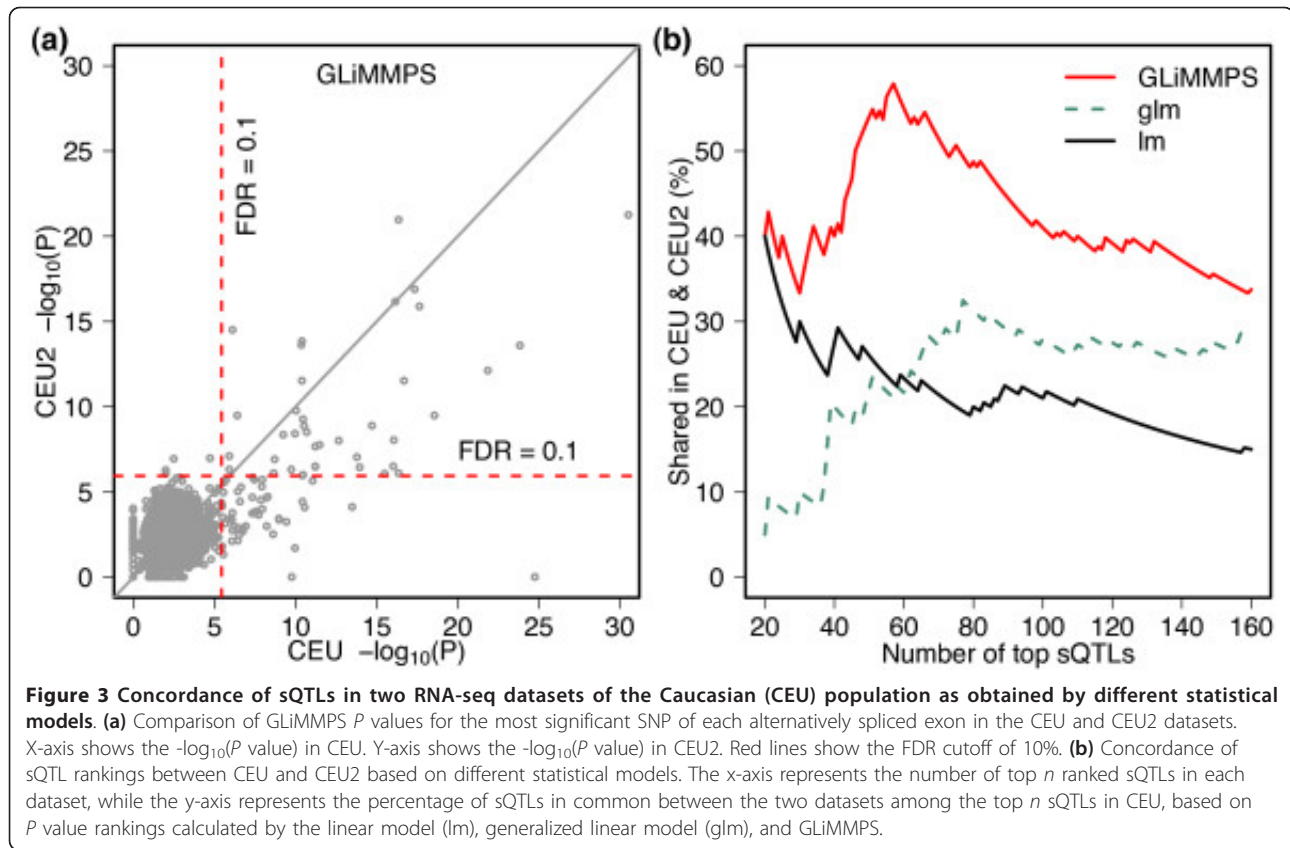 (a)
GLiMMPS
30
25
20
15
10
5
0
CEU2 −log10(P)
FDR = 0.1
FDR = 0.1
0 5 10 15 20 25 30
CEU −log10(P)
(b)
60
50
40
30
20
10
0
Shared in CEU & CEU2 (%)
GLiMMPS
glm
lm
20 40 60 80 100 120 140 160
Number of top sQTLs
Figure 3 Concordance of sQTLs in two RNA-seq datasets of the Caucasian (CEU) population as obtained by different statistical
models. (a) Comparison of GLiMMPS P values for the most significant SNP of each alternatively spliced exon in the CEU and CEU2 datasets.
X-axis shows the -log10(P value) in CEU. Y-axis shows the -log10(P value) in CEU2. Red lines show the FDR cutoff of 10%. (b) Concordance of
sQTL rankings between CEU and CEU2 based on different statistical models. The x-axis represents the number of top n ranked sQTLs in each
dataset, while the y-axis represents the percentage of sQTLs in common between the two datasets among the top n sQTLs in CEU, based on
P value rankings calculated by the linear model (lm), generalized linear model (glm), and GLiMMPS.